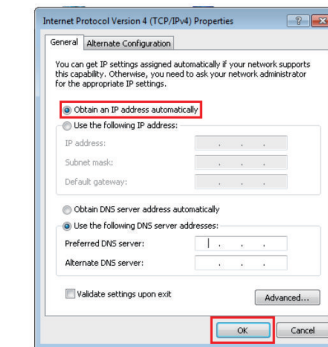 Internet Protocol Version 4 (TCP/IPv4) Properties
General
Alternate Configuration
You can get IP settings assigned automatically if your network supports
this capability. Otherwise, you need to ask your network administrator
for the appropriate IP settings.
Obtain an IP address automatically
Use the following IP address:
IP address:
Subnet mask:
Default gateway:
Obtain DNS server address automatically
Use the following DNS server addresses:
Preferred DNS server:
Alternate DNS server:
Validate settings upon exit
Advanced...
OK
Cancel